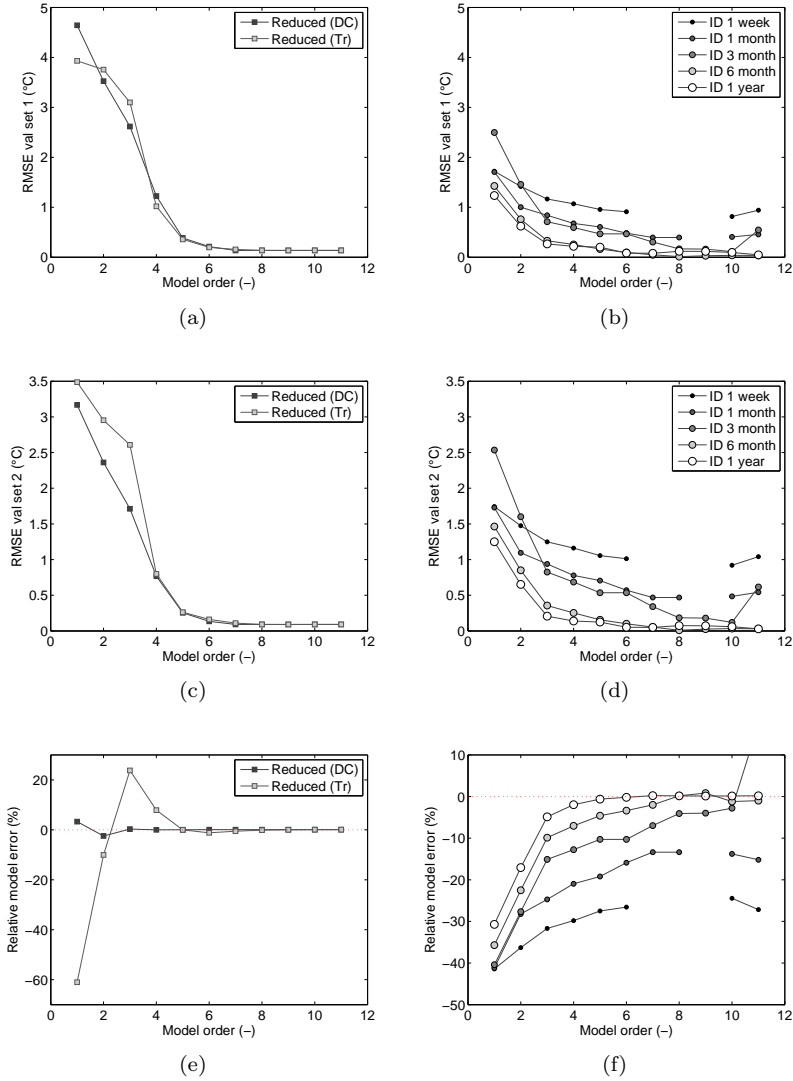 5
4
3
2
1
0
0 2 4 6 8 10 12
RMSE val set 1 (°C)
Model order (−)
Reduced (DC)
Reduced (Tr)
(a)
5
4
3
2
1
0
0 2 4 6 8 10 12
RMSE val set 1 (°C)
Model order (−)
ID 1 week
ID 1 month
ID 3 month
ID 6 month
ID 1 year
(b)
3.5
3
2.5
2
1.5
1
0.5
0
0 2 4 6 8 10 12
RMSE val set 2 (°C)
Model order (−)
Reduced (DC)
Reduced (Tr)
(c)
3.5
3
2.5
2
1.5
1
0.5
0
0 2 4 6 8 10 12
RMSE val set 2 (°C)
Model order (−)
ID 1 week
ID 1 month
ID 3 month
ID 6 month
ID 1 year
(d)
20
0
−20
−40
−60
0 2 4 6 8 10 12
Relative model error (%)
Model order (−)
Reduced (DC)
Reduced (Tr)
(e)
10
0
−10
−20
−30
−40
−50
0 2 4 6 8 10 12
Relative model error (%)
Model order (−)
(f)